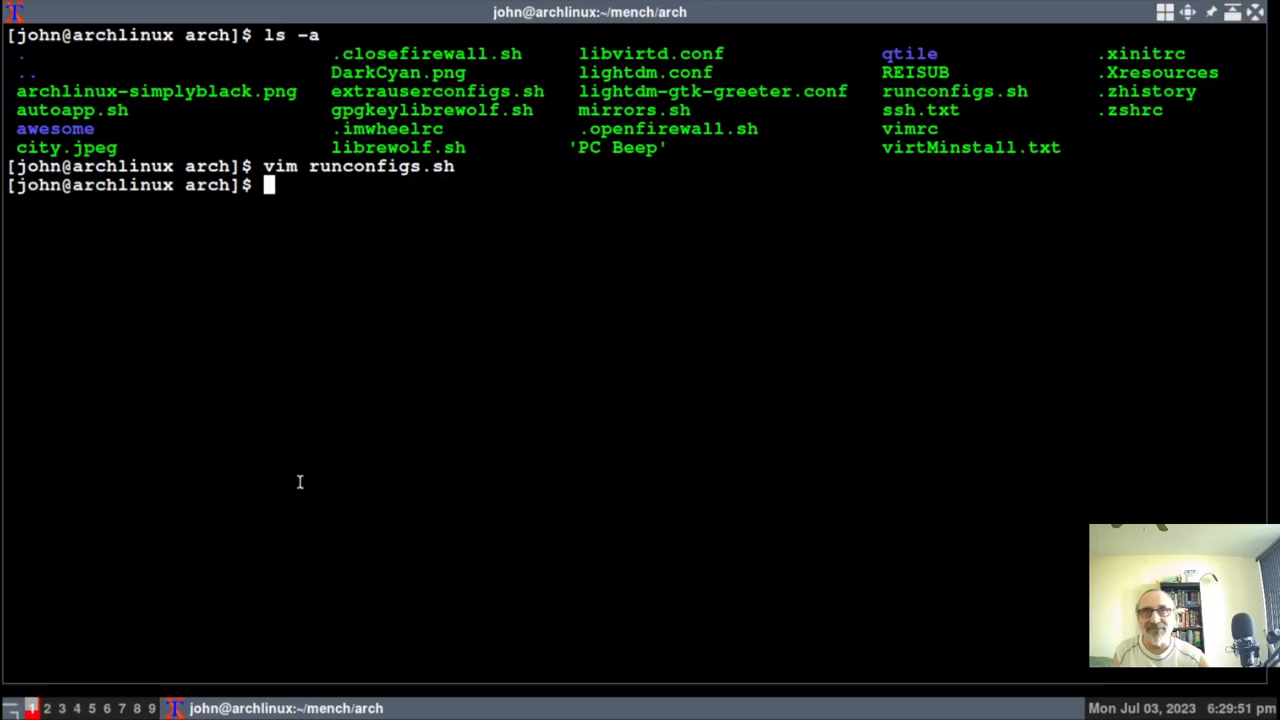 john@archlinux:~/mench/arch
[john@archlinux arch]$ ls -a
. .closefirewall.sh libvirtd.conf qtile .xinitrc
.. DarkCyan.png lightdm.conf REISUB .Xresources
archlinux-simplyblack.png extrauserconfigs.sh lightdm-gtk-greeter.conf runconfigs.sh .zhistory
autoapp.sh gpgkeylibrewolf.sh mirrors.sh ssh.txt .zshrc
awesome .imwheelrc .openfirewall.sh vimrc
city.jpeg librewolf.sh 'PC Beep' virtMinstall.txt
[john@archlinux arch]$ vim runconfigs.sh
[john@archlinux arch]$
1 2 3 4 5 6 7 8 9 john@archlinux:~/mench/arch Mon Jul 03, 2023 6:29:51 pm